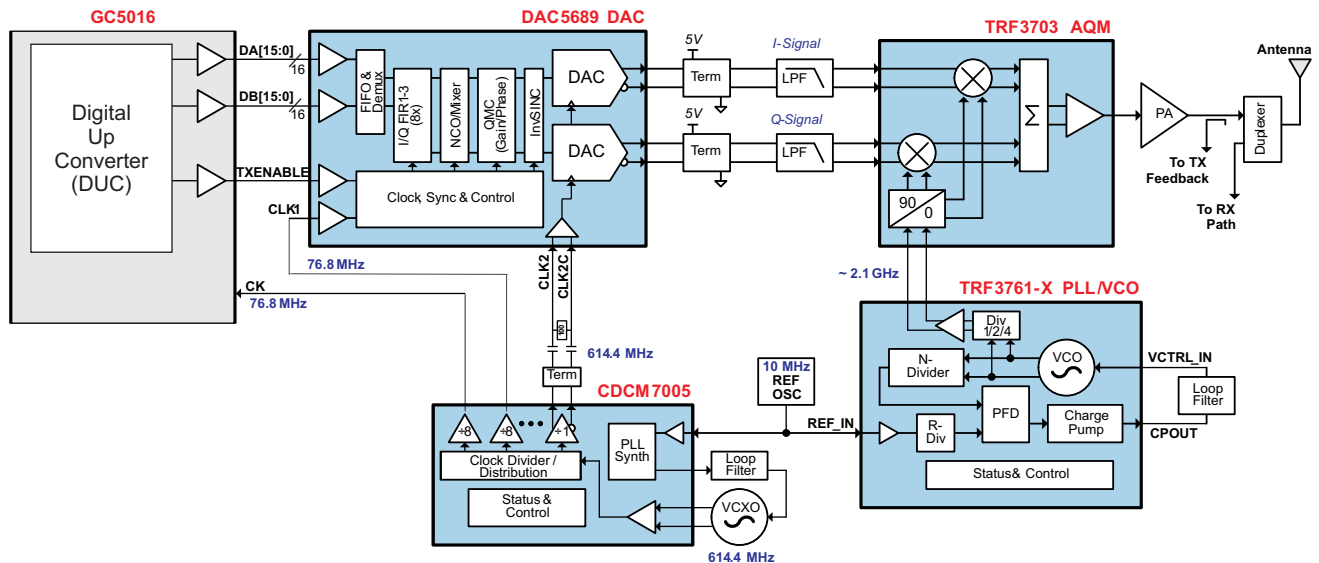 GC5016
DAC5689 DAC
TRF3703 AQM
Digital
Up
Converter
(DUC)
DA[15:0]
16
DB[15:0]
16
TXENABLE
CLK1
FIFO &
Demux
I/Q FIR1-3
(8x)
NCO/Mixer
QMC
(Gain/Phase)
InvSINC
DAC
DAC
Clock, Sync & Control
CLK2
CLK2C
5V
Term
I-Signal
LPF
5V
Term
Q-Signal
LPF
Σ
90
0
PA
Antenna
Duplexer
To TX
Feedback
To RX
Path
76.8 MHz
CK
76.8 MHz
100
614.4 MHz
Term
~ 2.1 GHz
CDCM7005
÷8
÷8
÷1
Clock Divider /
Distribution
Status &
Control
PLL
Synth
Loop
Filter
VCXO
614.4 MHz
10 MHz
REF
OSC
REF_IN
TRF3761-X PLL/VCO
Div
1/2/4
N-
Divider
VCO
VCTRL_IN
Loop
Filter
R-
Div
PFD
Charge
Pump
CPOUT
Status& Control